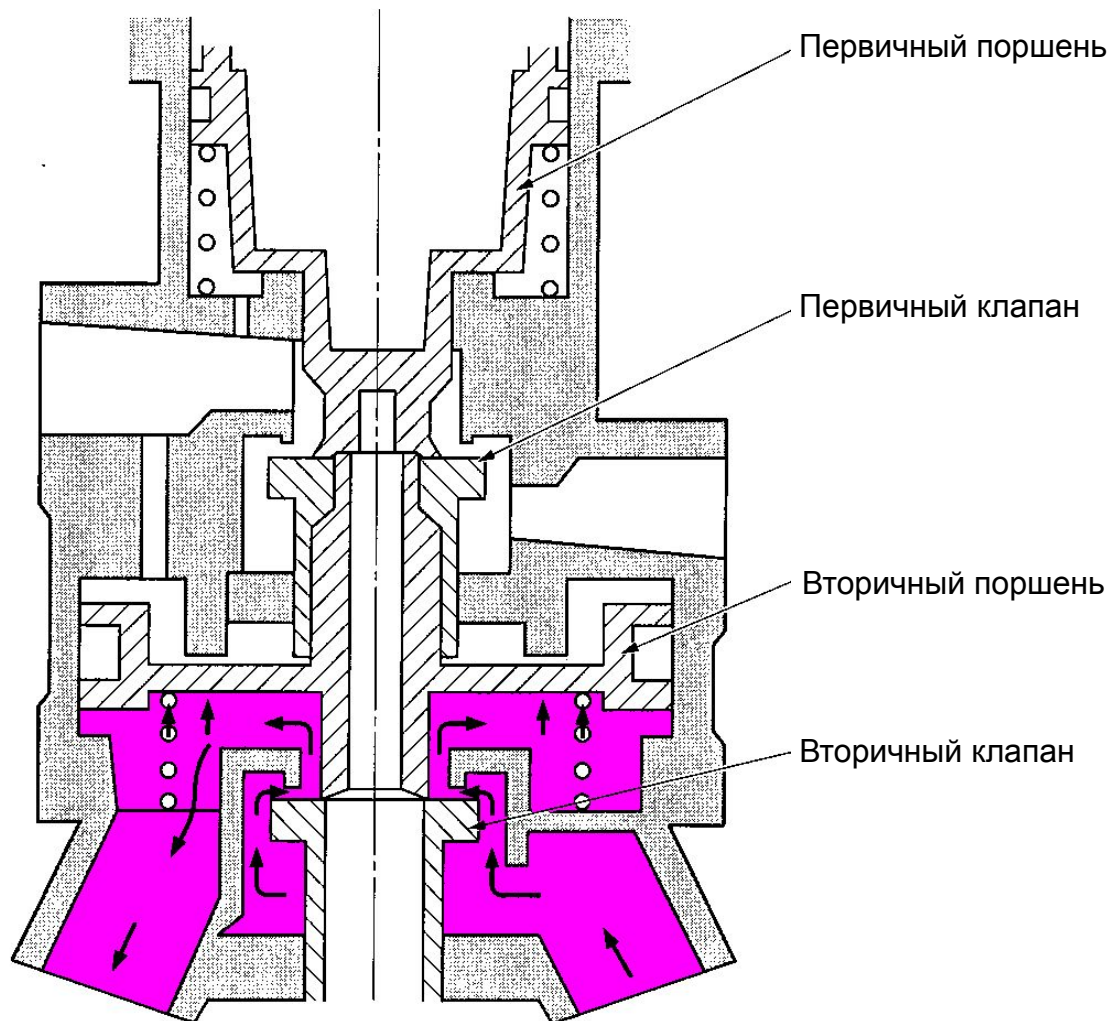 Первичный поршень
Первичный клапан
Вторичный поршень
Вторичный клапан